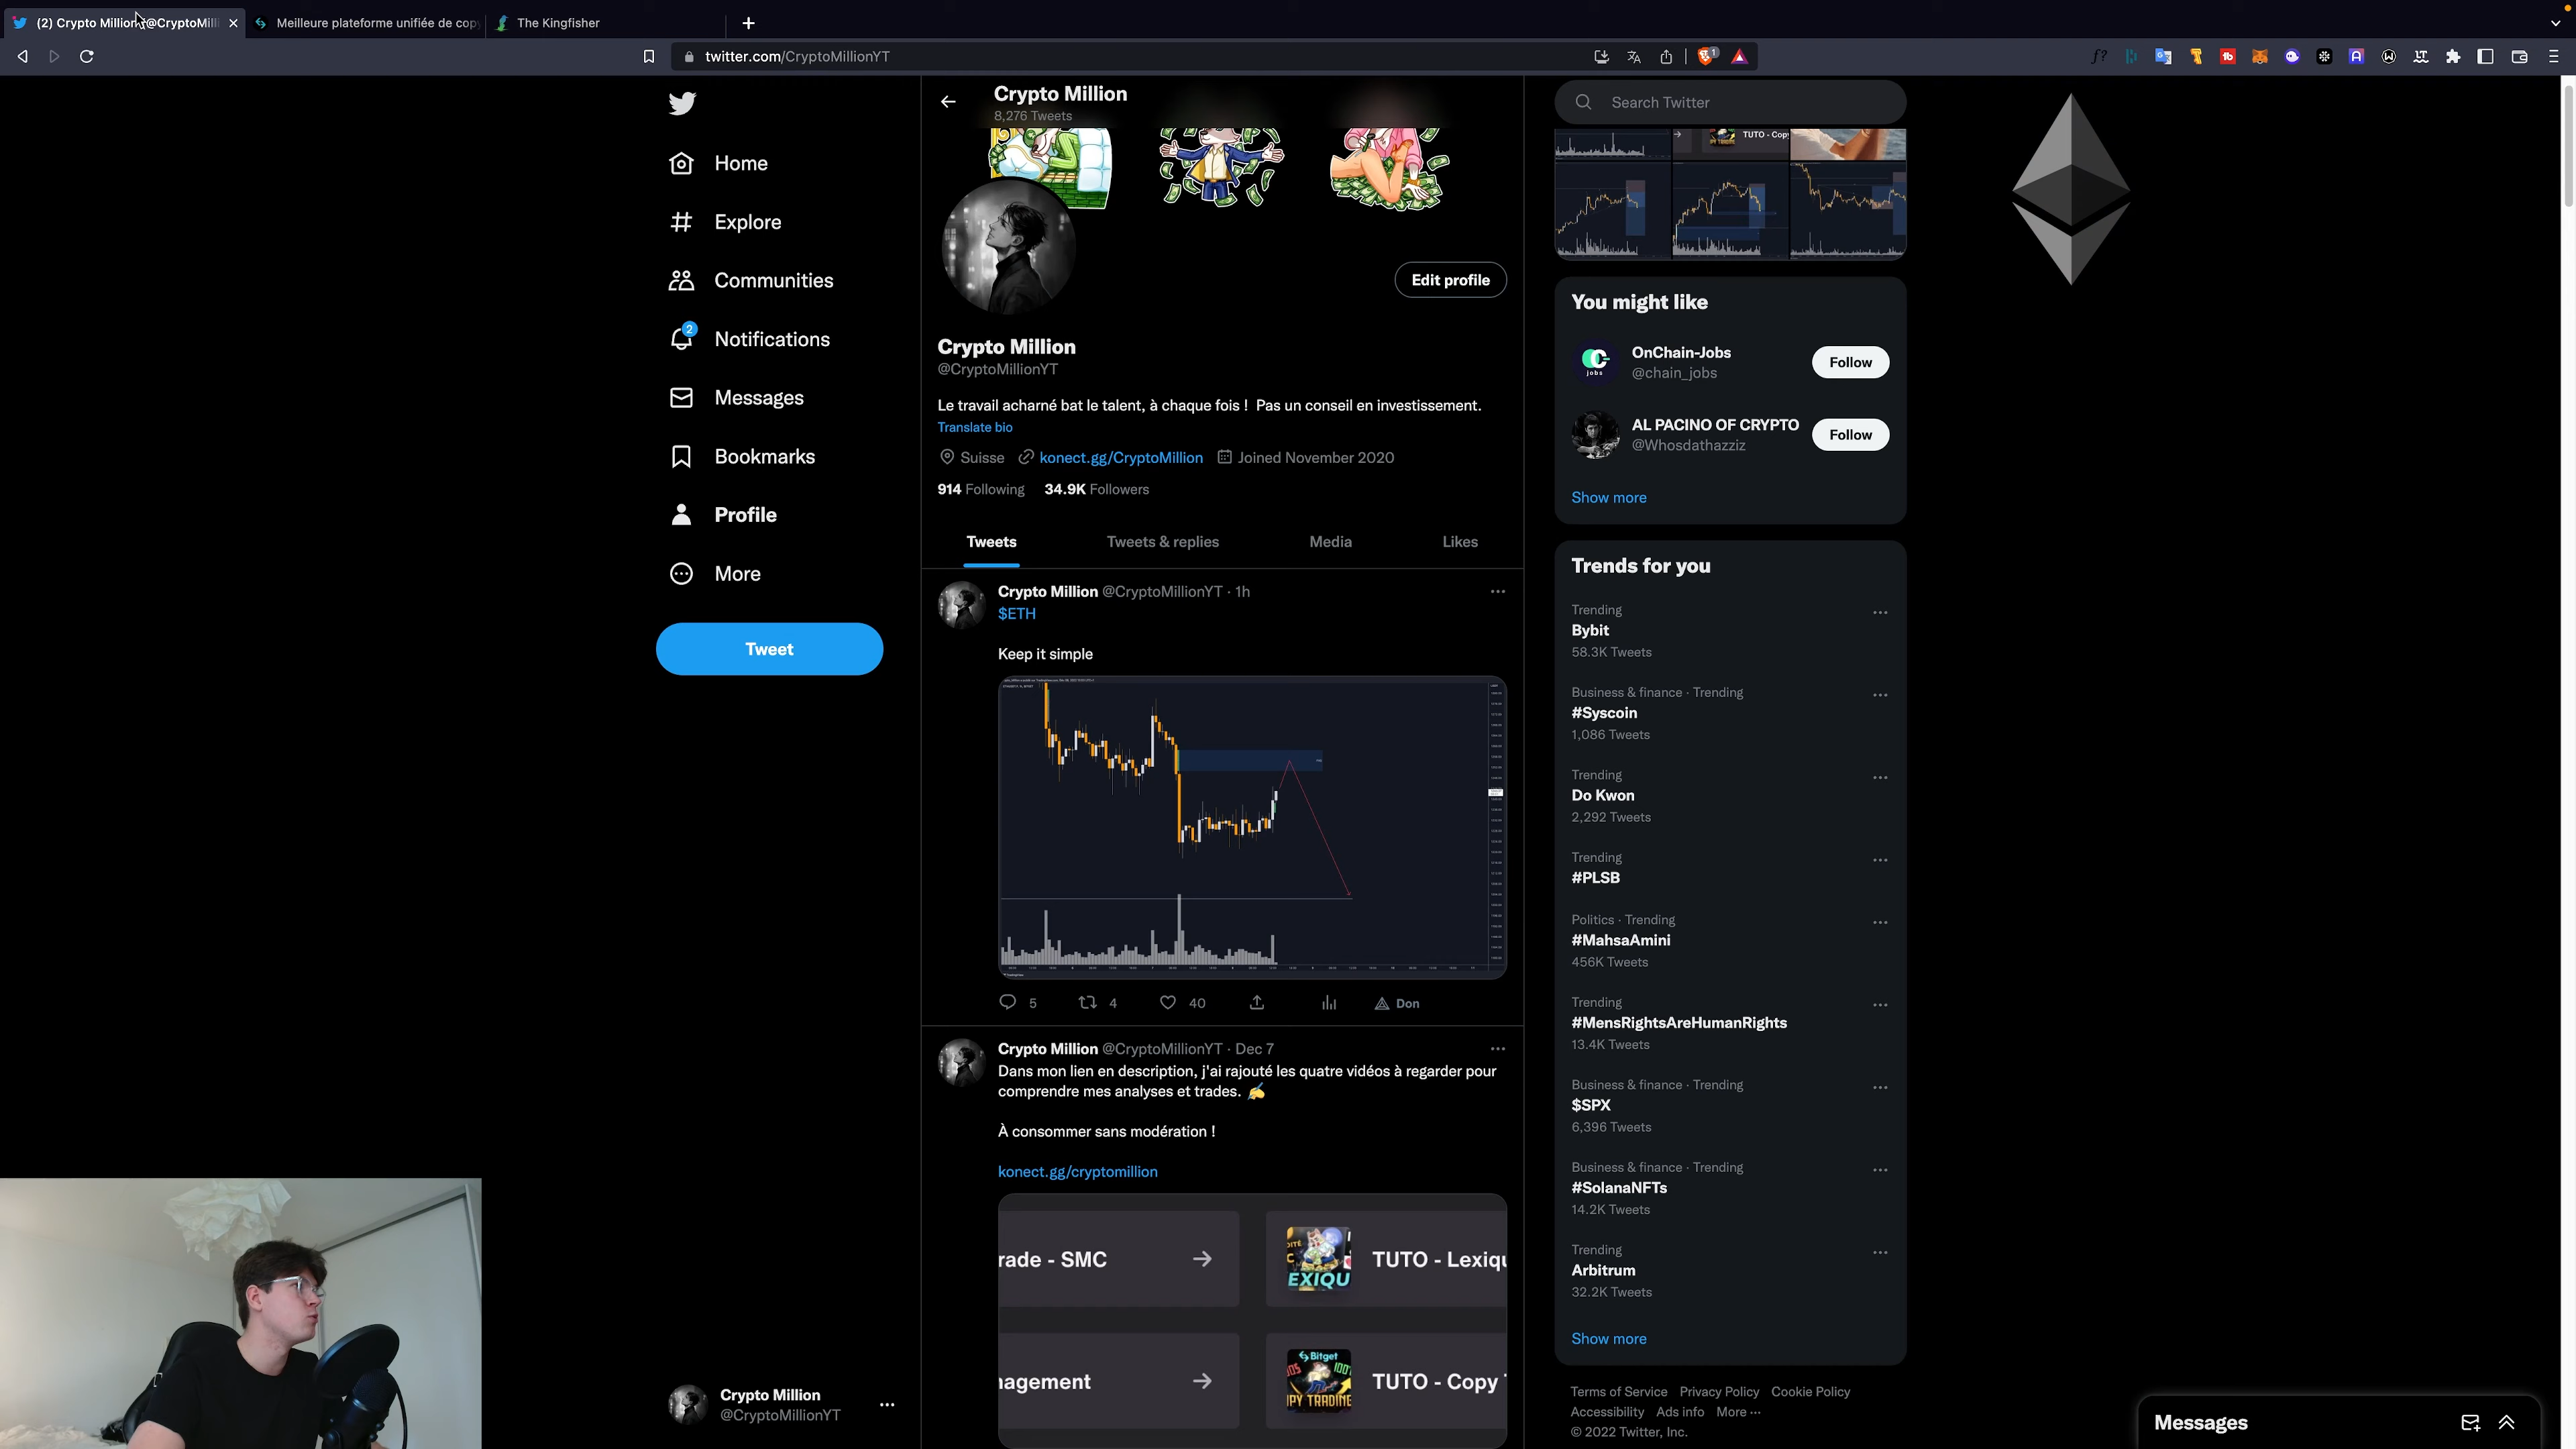 (2) Crypto Million (@CryptoMilli
Meilleure plateforme unifiée de cop
The Kingfisher
twitter.com/CryptoMillionYT
1
Crypto Million
8,276 Tweets
Search Twitter
Home
Explore
Communities
2
Notifications
Messages
Bookmarks
Profile
More
Tweet
Edit profile
Crypto Million
@CryptoMillionYT
Le travail acharné bat le talent, à chaque fois ! Pas un conseil en investissement.
Translate bio
Suisse konect.gg/CryptoMillion Joined November 2020
914 Following 34.9K Followers
Tweets Tweets & replies Media Likes
Crypto Million @CryptoMillionYT · 1h
$ETH
Keep it simple
5 4 40 Don
Crypto Million @CryptoMillionYT · Dec 7
Dans mon lien en description, j'ai rajouté les quatre vidéos à regarder pour
comprendre mes analyses et trades. ✍️
À consommer sans modération !
konect.gg/cryptomillion
rade - SMC
EXIQU
TUTO - Lexiqu
nagement
Bitget
TUTO - Copy
TUTO - Copy
You might like
jobs
OnChain-Jobs
@chain_jobs
Follow
AL PACINO OF CRYPTO
@Whosdathazziz
Follow
Show more
Trends for you
Trending
Bybit
58.3K Tweets
Business & finance · Trending
#Syscoin
1,086 Tweets
Trending
Do Kwon
2,292 Tweets
Trending
#PLSB
Politics · Trending
#MahsaAmini
456K Tweets
Trending
#MensRightsAreHumanRights
13.4K Tweets
Business & finance · Trending
$SPX
6,396 Tweets
Business & finance · Trending
#SolanaNFTs
14.2K Tweets
Trending
Arbitrum
32.2K Tweets
Show more
Terms of Service Privacy Policy Cookie Policy
Accessibility Ads info More ···
© 2022 Twitter, Inc.
Crypto Million
@CryptoMillionYT
Messages